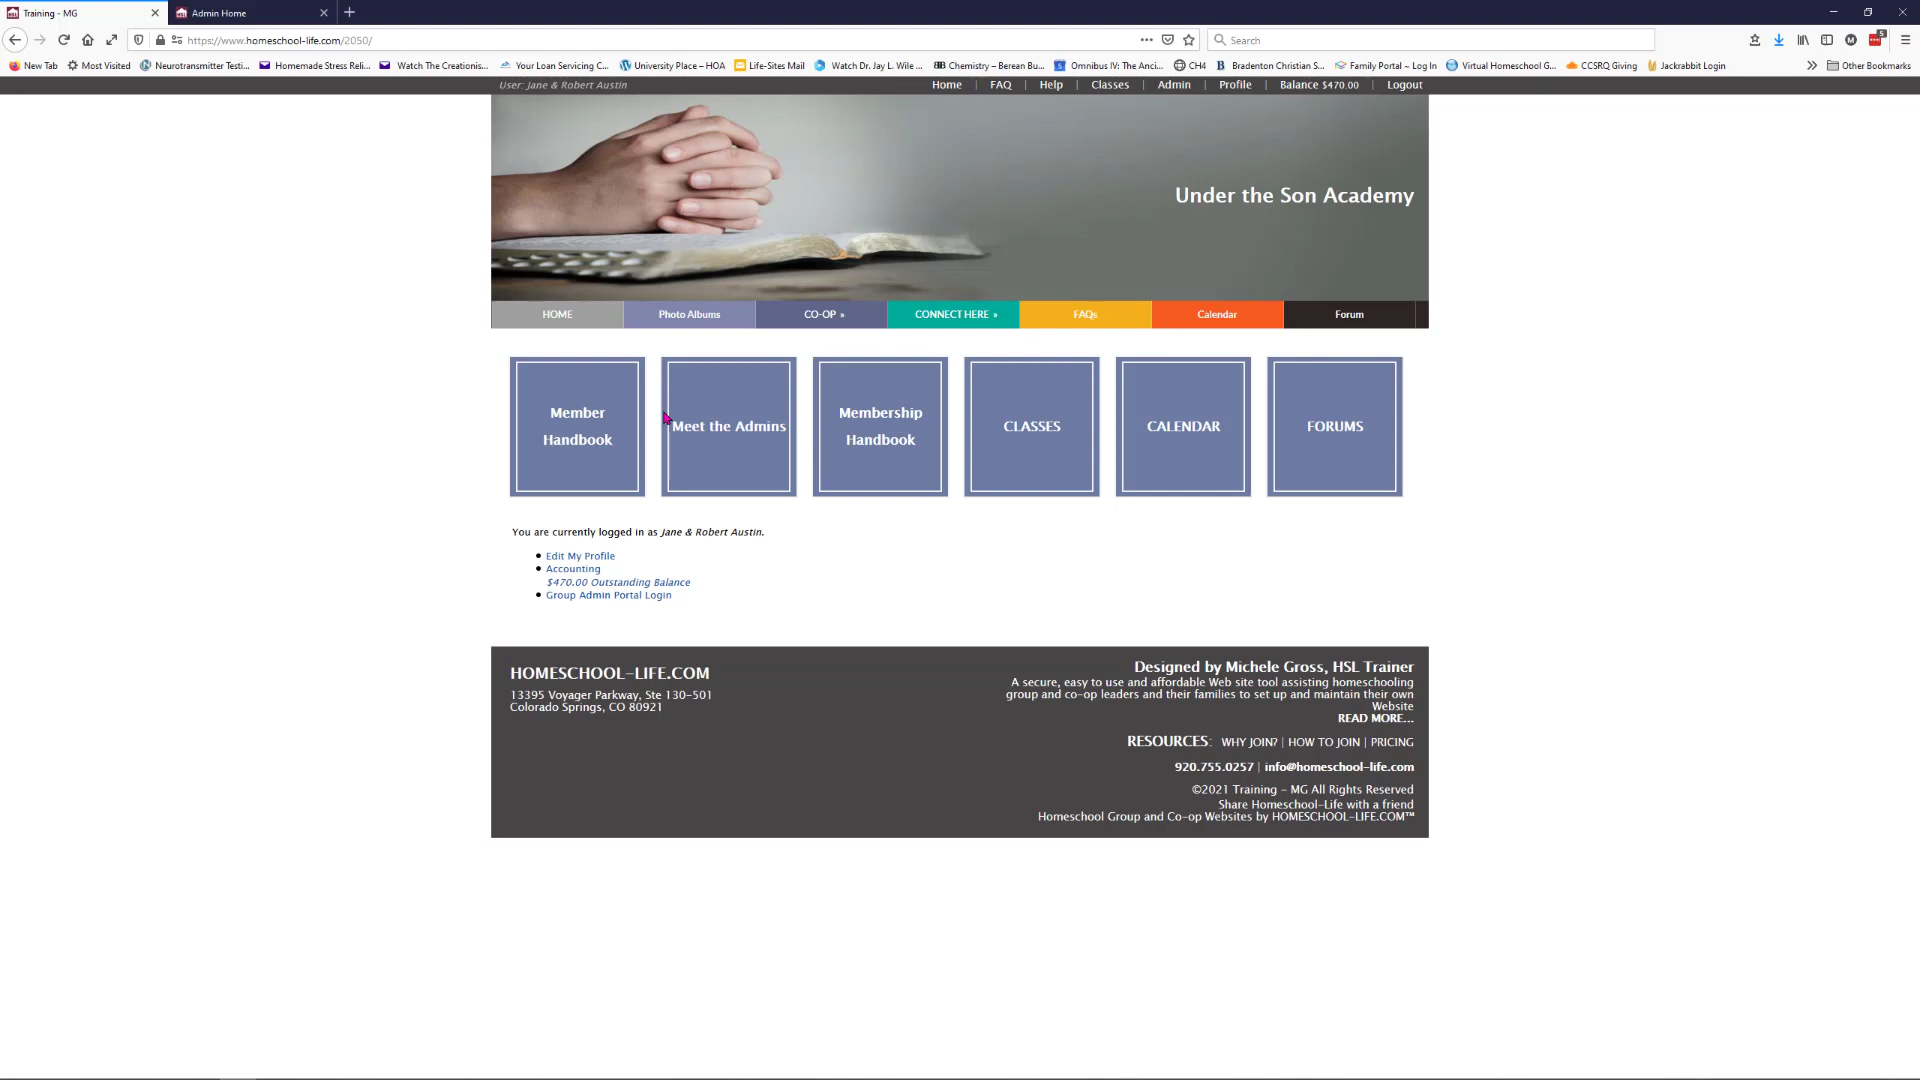 Training - MG
Admin Home
https://www.homeschool-life.com/2050/
Search
5
New Tab
Most Visited
Neurotransmitter Testi...
Homemade Stress Reli...
Watch The Creationis...
Your Loan Servicing C...
University Place – HOA
Life-Sites Mail
Watch Dr. Jay L. Wile ...
Chemistry – Berean Bu...
Omnibus IV: The Anci...
CH4
Bradenton Christian S...
Family Portal ~ Log In
Virtual Homeschool G...
CCSRQ Giving
Jackrabbit Login
Other Bookmarks
User: Jane & Robert Austin
Home | FAQ | Help | Classes | Admin | Profile | Balance $470.00 | Logout
Under the Son Academy
HOME
Photo Albums
CO-OP »
CONNECT HERE »
FAQs
Calendar
Forum
Member
Handbook
Meet the Admins
Membership
Handbook
CLASSES
CALENDAR
FORUMS
You are currently logged in as Jane & Robert Austin.
• Edit My Profile
• Accounting
$470.00 Outstanding Balance
• Group Admin Portal Login
HOMESCHOOL-LIFE.COM
13395 Voyager Parkway, Ste 130-501
Colorado Springs, CO 80921
Designed by Michele Gross, HSL Trainer
A secure, easy to use and affordable Web site tool assisting homeschooling
group and co-op leaders and their families to set up and maintain their own
Website
READ MORE...
RESOURCES: WHY JOIN? | HOW TO JOIN | PRICING
920.755.0257 | info@homeschool-life.com
©2021 Training - MG All Rights Reserved
Share Homeschool-Life with a friend
Homeschool Group and Co-op Websites by HOMESCHOOL-LIFE.COM™